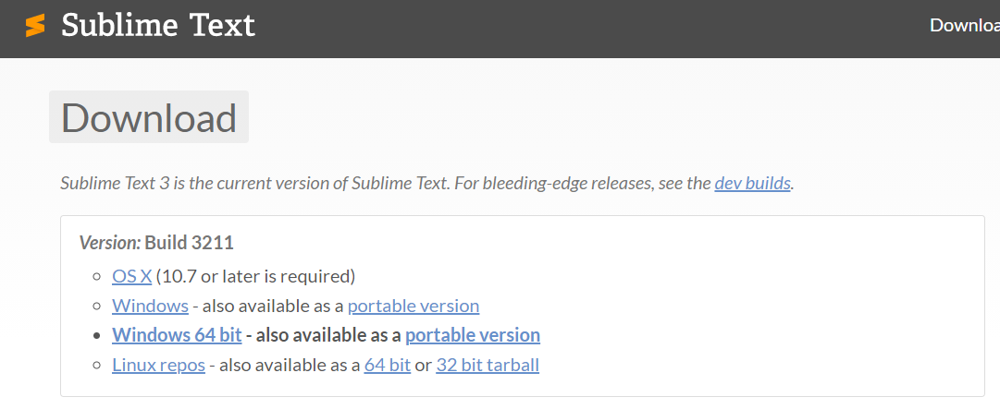 Sublime Text
Download
Sublime Text 3 is the current version of Sublime Text. For bleeding-edge releases, see the dev builds.
Version: Build 3211
OS X (10.7 or later is required)
Windows - also available as a portable version
Windows 64 bit - also available as a portable version
Linux repos - also available as a 64 bit or 32 bit tarball